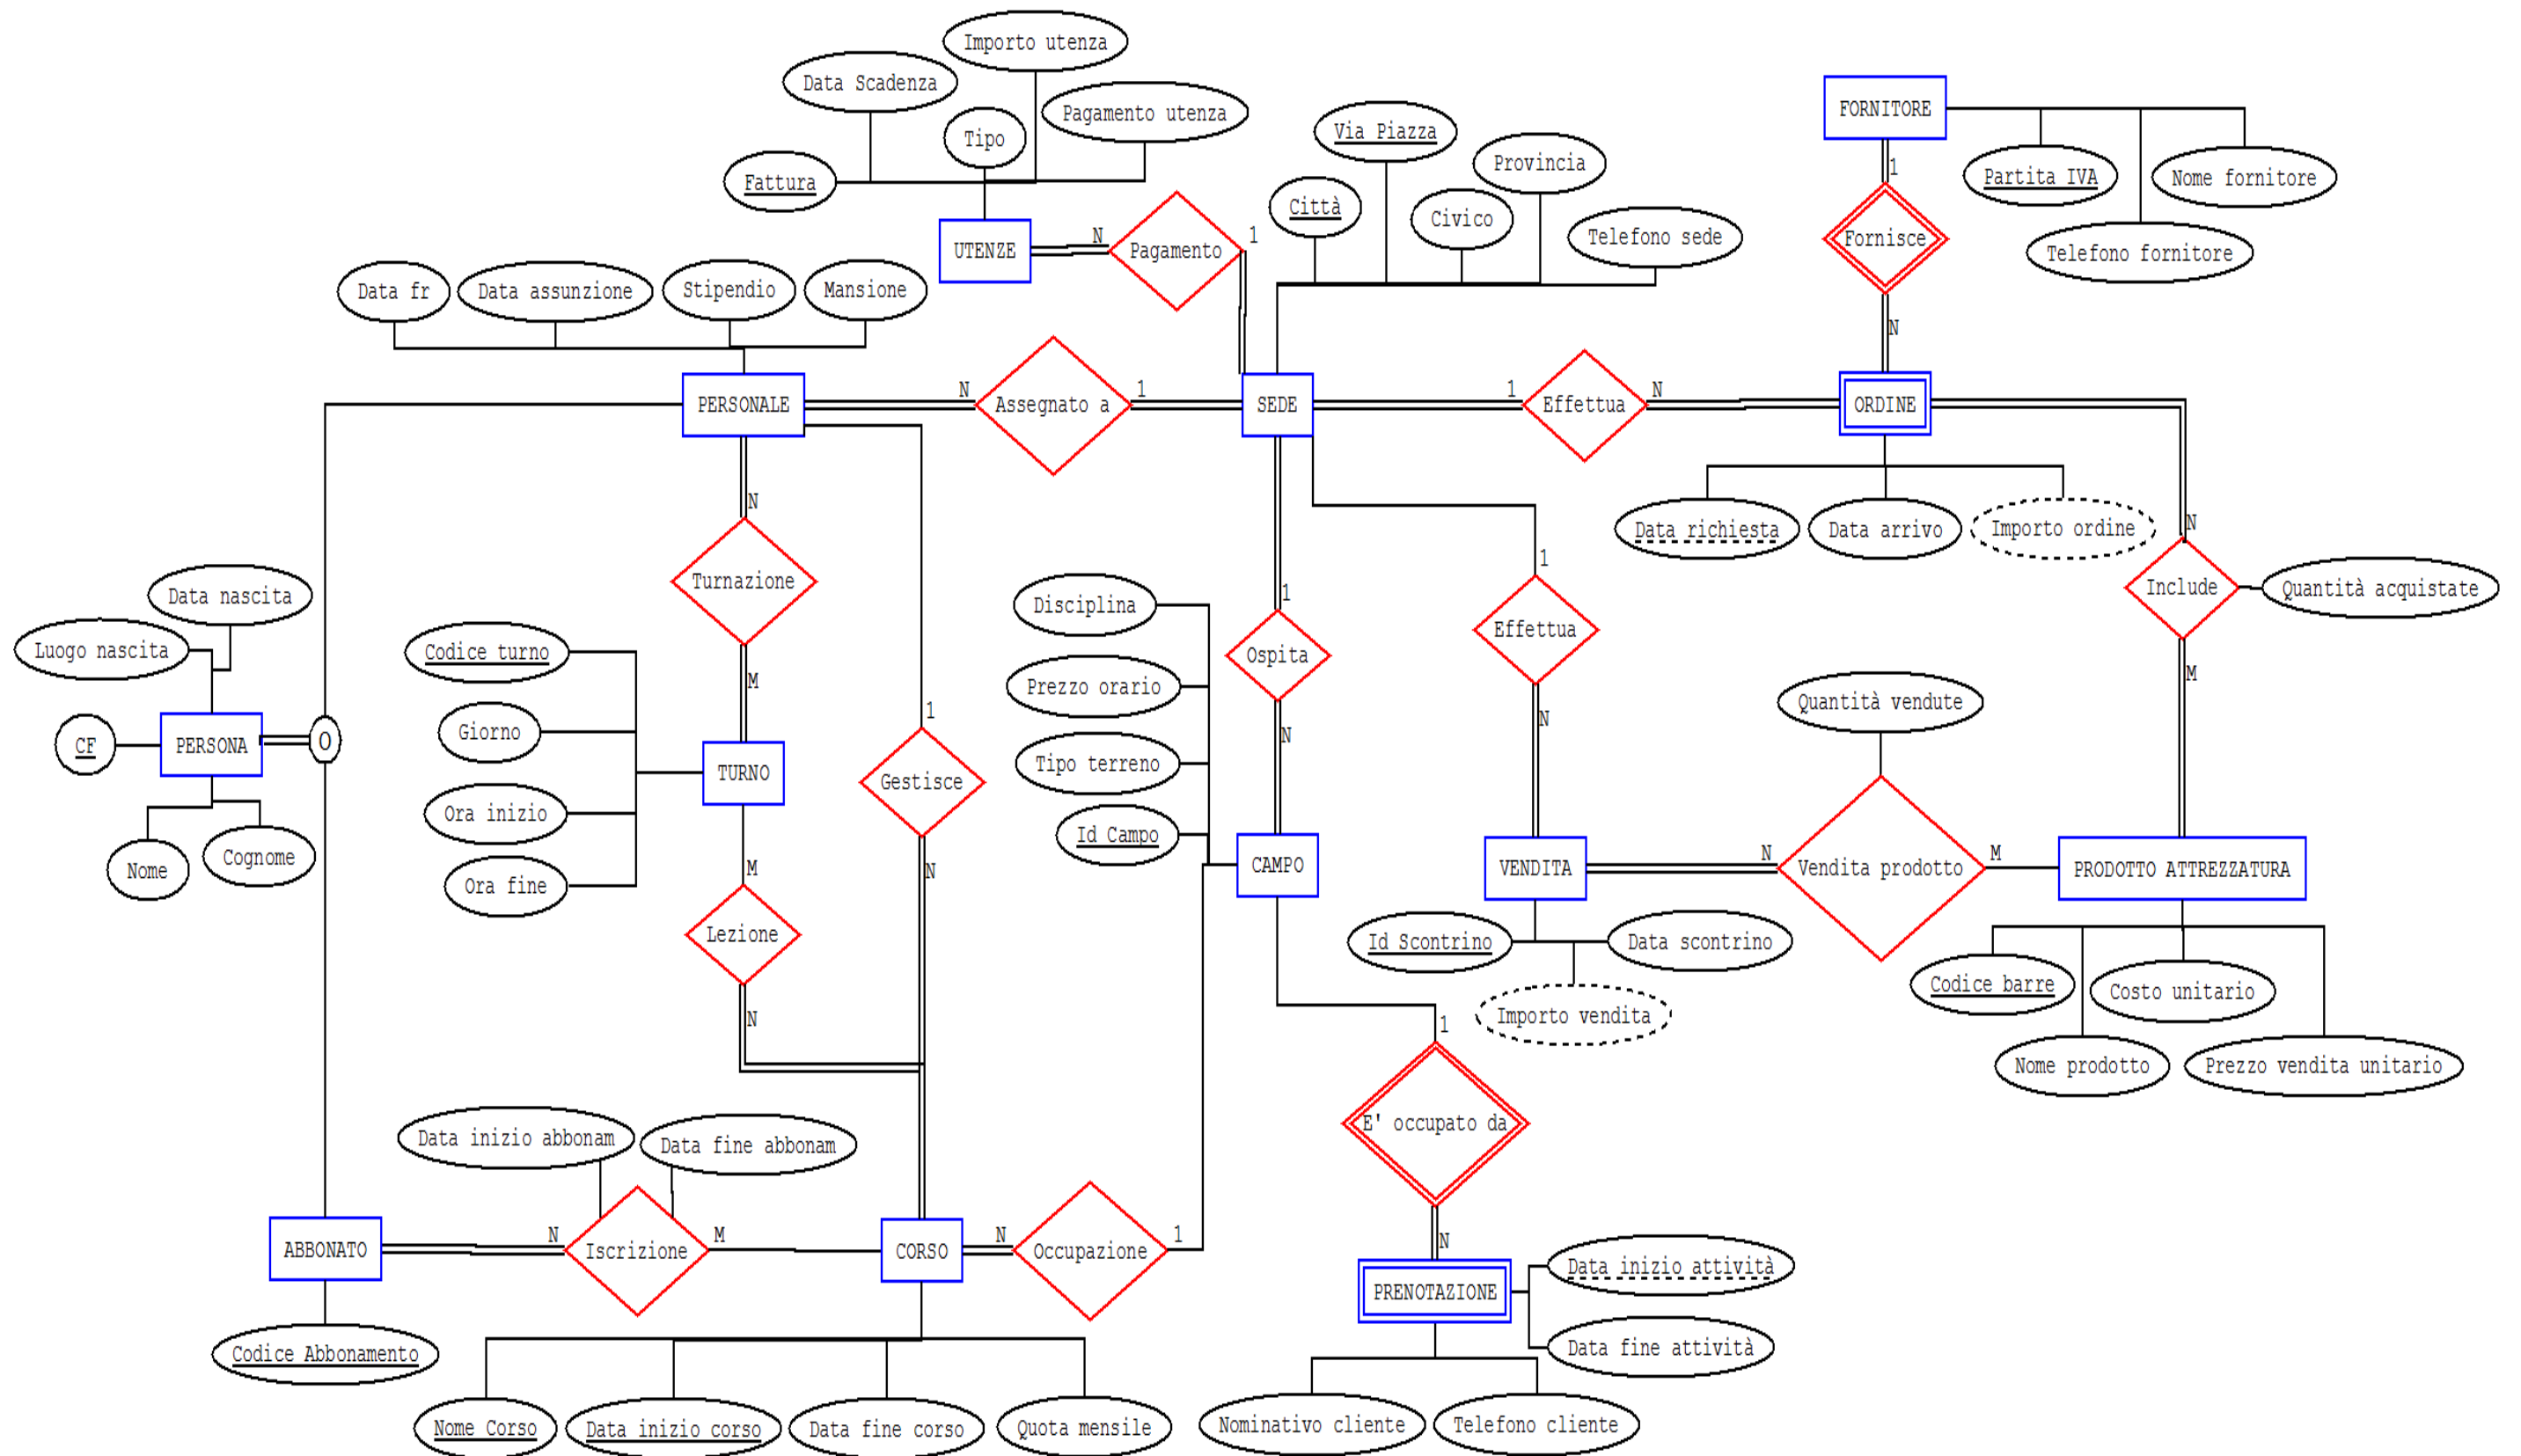 Importo utenza
Data Scadenza
Pagamento utenza
Tipo
Fattura
UTENZE
N
Pagamento
1
Via Piazza
Provincia
Città
Civico
Telefono sede
FORNITORE
1
Partita IVA
Nome fornitore
Telefono fornitore
Fornisce
N
Data fr
Data assunzione
Stipendio
Mansione
PERSONALE
N
Assegnato a
1
SEDE
1
Effettua
N
ORDINE
Data richiesta
Data arrivo
Importo ordine
N
Include
Quantità acquistate
M
N
Turnazione
M
Data nascita
Luogo nascita
CF
PERSONA
O
Nome
Cognome
Codice turno
Giorno
Ora inizio
Ora fine
TURNO
M
Lezione
N
1
Gestisce
N
Disciplina
Prezzo orario
Tipo terreno
Id Campo
1
Ospita
N
CAMPO
1
Effettua
N
VENDITA
N
Vendita prodotto
M
Quantità vendute
PRODOTTO ATTREZZATURA
Id Scontrino
Data scontrino
Importo vendita
Codice barre
Costo unitario
Nome prodotto
Prezzo vendita unitario
1
E' occupato da
N
PRENOTAZIONE
Data inizio attività
Data fine attività
Nominativo cliente
Telefono cliente
Data inizio abbonam
Data fine abbonam
ABBONATO
N
Iscrizione
M
CORSO
N
Occupazione
1
Codice Abbonamento
Nome Corso
Data inizio corso
Data fine corso
Quota mensile